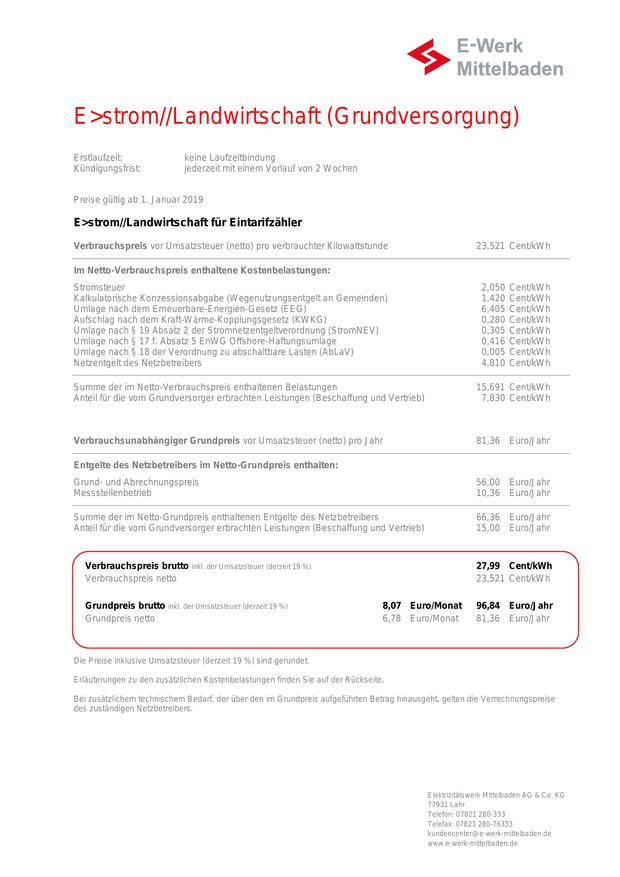 E-Werk
Mittelbaden
E>strom//Landwirtschaft (Grundversorgung)
Erstlaufzeit: keine Laufzeitbindung
Kündigungsfrist: jederzeit mit einem Vorlauf von 2 Wochen
Preise gültig ab 1. Januar 2019
E>strom//Landwirtschaft für Eintarifzähler
Verbrauchspreis vor Umsatzsteuer (netto) pro verbrauchter Kilowattstunde 23,521 Cent/kWh
Im Netto-Verbrauchspreis enthaltene Kostenbelastungen:
Stromsteuer 2,050 Cent/kWh
Kalkulatorische Konzessionsabgabe (Wegenutzungsentgelt an Gemeinden) 1,420 Cent/kWh
Umlage nach dem Erneuerbare-Energien-Gesetz (EEG) 6,405 Cent/kWh
Aufschlag nach dem Kraft-Wärme-Kopplungsgesetz (KWKG) 0,280 Cent/kWh
Umlage nach § 19 Absatz 2 der Stromnetzentgeltverordnung (StromNEV) 0,305 Cent/kWh
Umlage nach § 17 f. Absatz 5 EnWG Offshore-Haftungsumlage 0,416 Cent/kWh
Umlage nach § 18 der Verordnung zu abschaltbare Lasten (AbLaV) 0,005 Cent/kWh
Netzentgelt des Netzbetreibers 4,810 Cent/kWh
Summe der im Netto-Verbrauchspreis enthaltenen Belastungen 15,691 Cent/kWh
Anteil für die vom Grundversorger erbrachten Leistungen (Beschaffung und Vertrieb) 7,830 Cent/kWh
Verbrauchsunabhängiger Grundpreis vor Umsatzsteuer (netto) pro Jahr 81,36 Euro/Jahr
Entgelte des Netzbetreibers im Netto-Grundpreis enthalten:
Grund- und Abrechnungspreis 56,00 Euro/Jahr
Messstellenbetrieb 10,36 Euro/Jahr
Summe der im Netto-Grundpreis enthaltenen Entgelte des Netzbetreibers 66,36 Euro/Jahr
Anteil für die vom Grundversorger erbrachten Leistungen (Beschaffung und Vertrieb) 15,00 Euro/Jahr
Verbrauchspreis brutto inkl. der Umsatzsteuer (derzeit 19 %) 27,99 Cent/kWh
Verbrauchspreis netto 23,521 Cent/kWh
Grundpreis brutto inkl. der Umsatzsteuer (derzeit 19 %) 8,07 Euro/Monat 96,84 Euro/Jahr
Grundpreis netto 6,78 Euro/Monat 81,36 Euro/Jahr
Die Preise inklusive Umsatzsteuer (derzeit 19 %) sind gerundet.
Erläuterungen zu den zusätzlichen Kostenbelastungen finden Sie auf der Rückseite.
Bei zusätzlichem technischem Bedarf, der über den im Grundpreis aufgeführten Betrag hinausgeht, gelten die Verrechnungspreise
des zuständigen Netzbetreibers.
Elektrizitätswerk Mittelbaden AG & Co. KG
77931 Lahr
Telefon: 07821 280-333
Telefax: 07821 280-76333
kundencenter@e-werk-mittelbaden.de
www.e-werk-mittelbaden.de